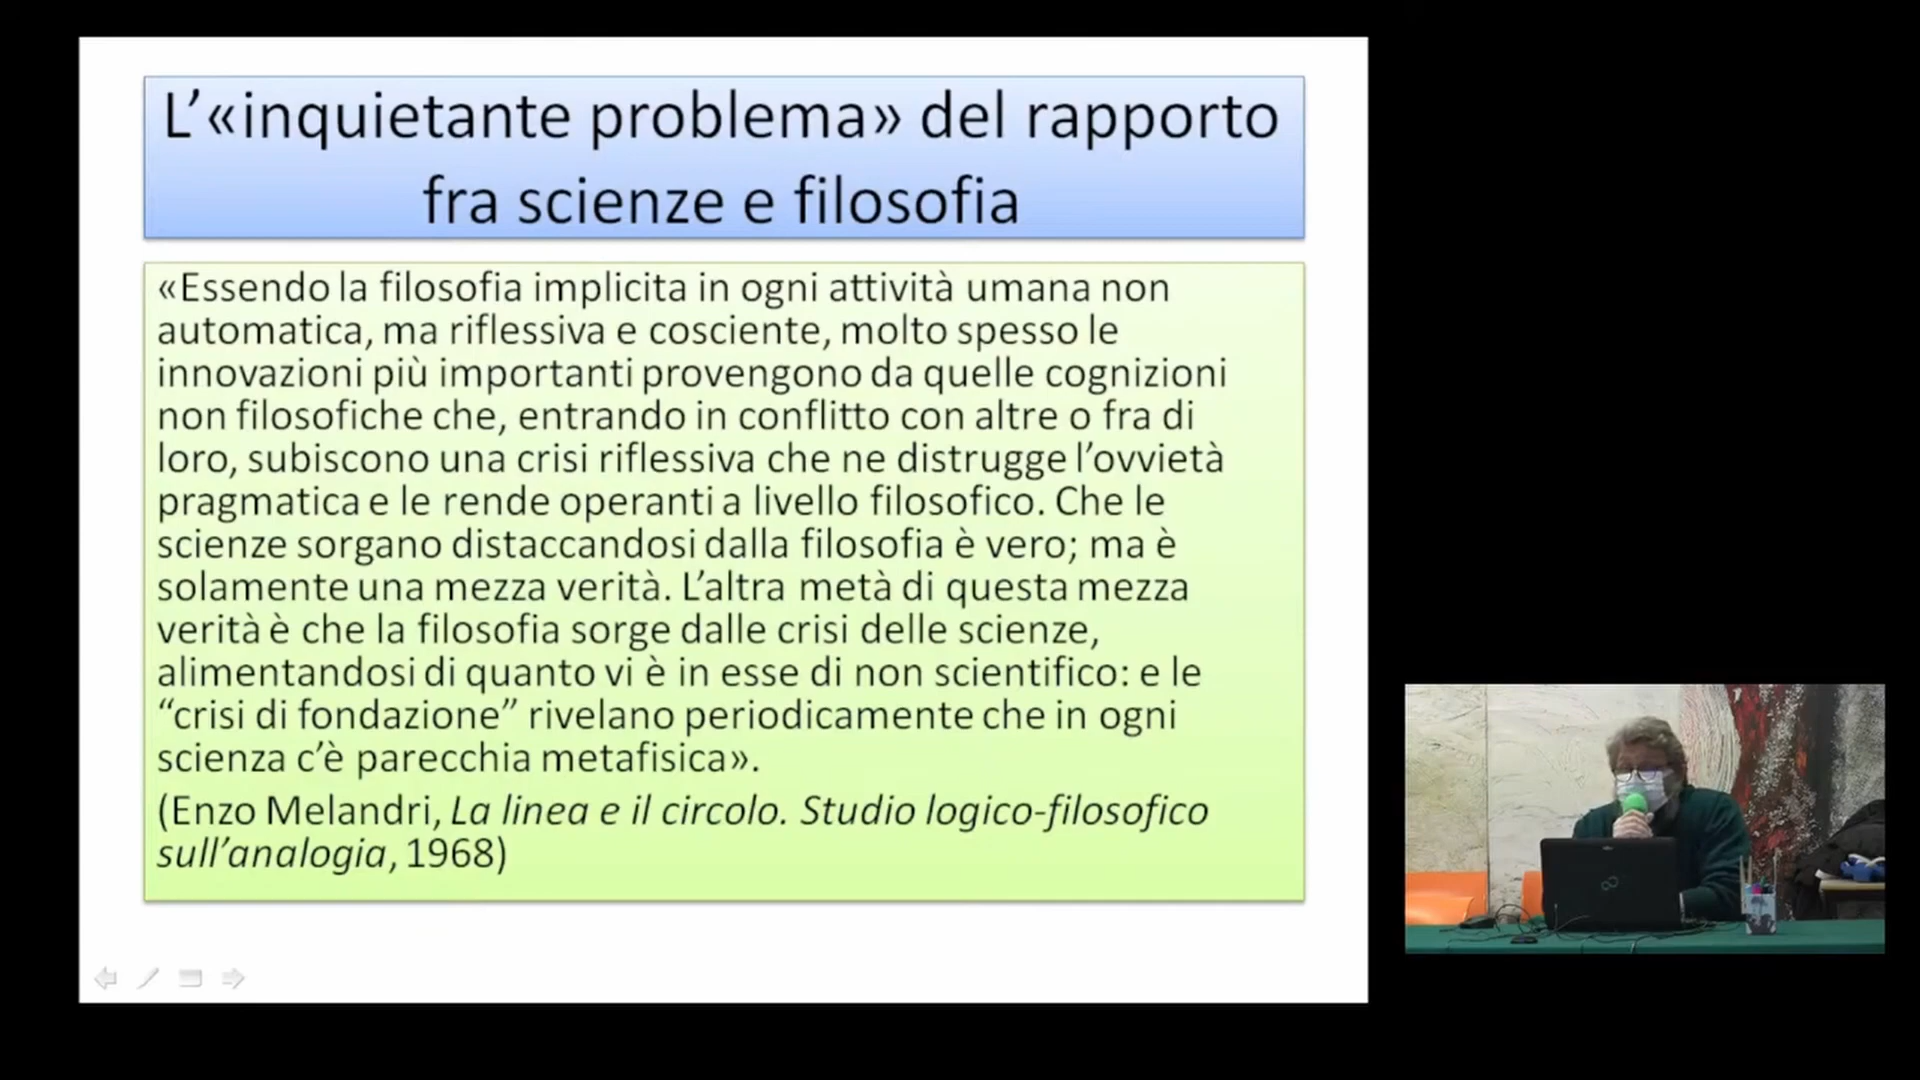 L’«inquietante problema» del rapporto
fra scienze e filosofia
«Essendo la filosofia implicita in ogni attività umana non
automatica, ma riflessiva e cosciente, molto spesso le
innovazioni più importanti provengono da quelle cognizioni
non filosofiche che, entrando in conflitto con altre o fra di
loro, subiscono una crisi riflessiva che ne distrugge l’ovvietà
pragmatica e le rende operanti a livello filosofico. Che le
scienze sorgano distaccandosi dalla filosofia è vero; ma è
solamente una mezza verità. L’altra metà di questa mezza
verità è che la filosofia sorge dalle crisi delle scienze,
alimentandosi di quanto vi è in esse di non scientifico: e le
“crisi di fondazione” rivelano periodicamente che in ogni
scienza c’è parecchia metafisica».
(Enzo Melandri, La linea e il circolo. Studio logico-filosofico
sull’analogia, 1968)